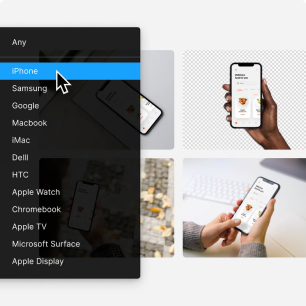 Any
iPhone
Samsung
Google
Macbook
iMac
Delll
HTC
Apple Watch
Chromebook
Apple TV
Microsoft Surface
Apple Display